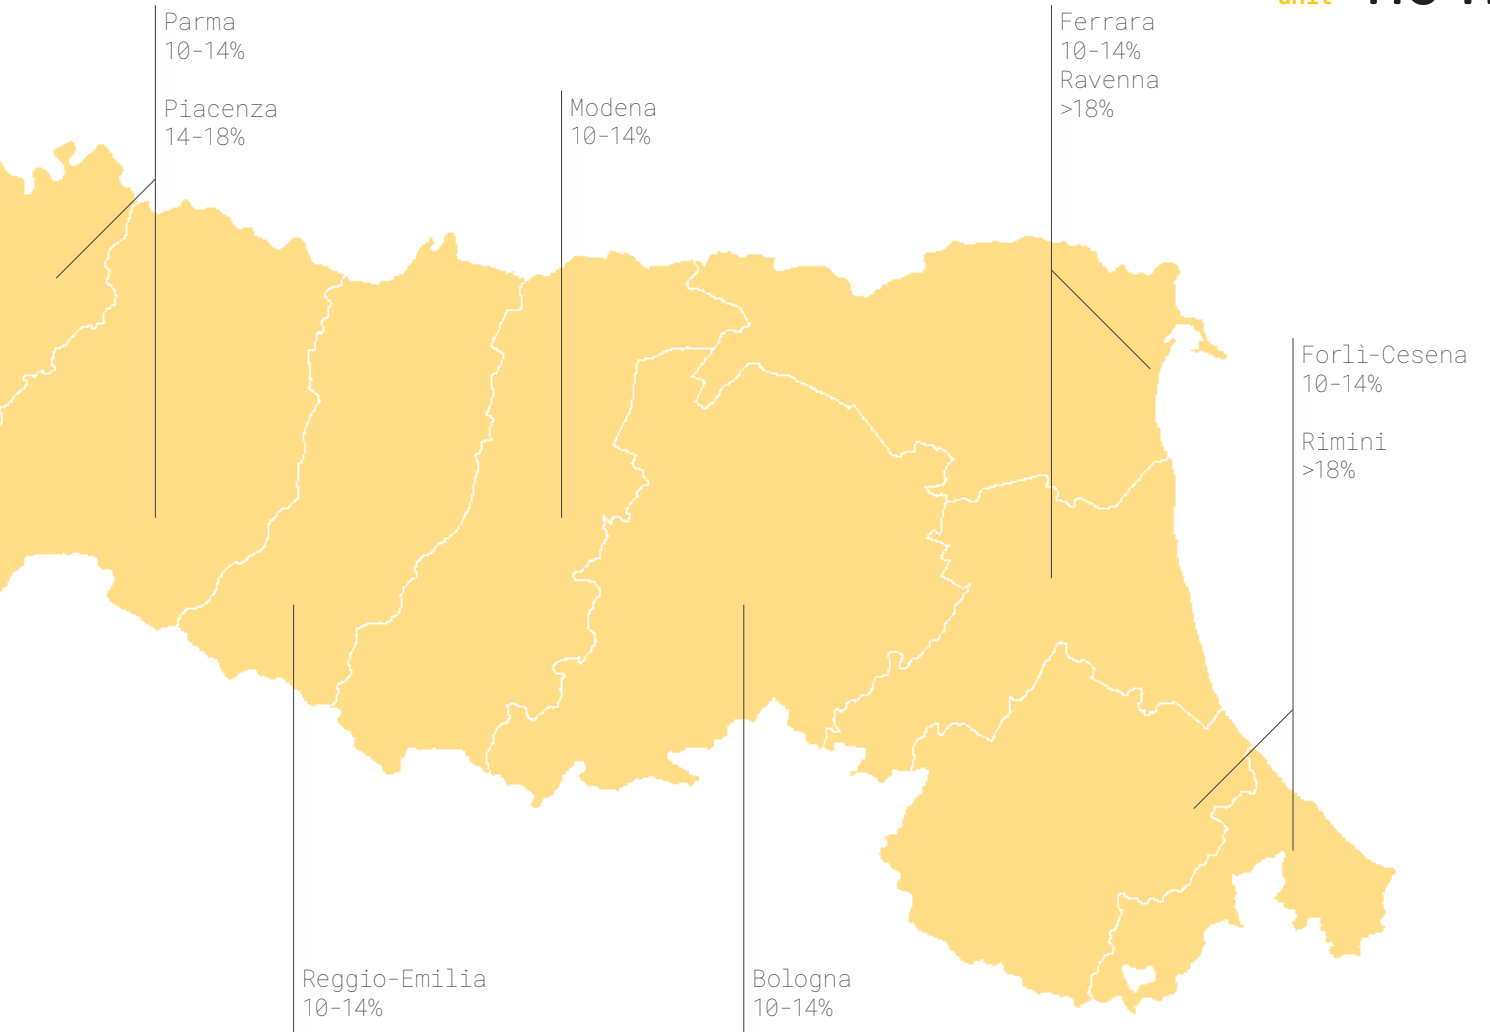 Parma
10-14%
Piacenza
14-18%
Modena
10-14%
Ferrara
10-14%
Ravenna
>18%
Forlì-Cesena
10-14%
Rimini
>18%
Reggio-Emilia
10-14%
Bologna
10-14%